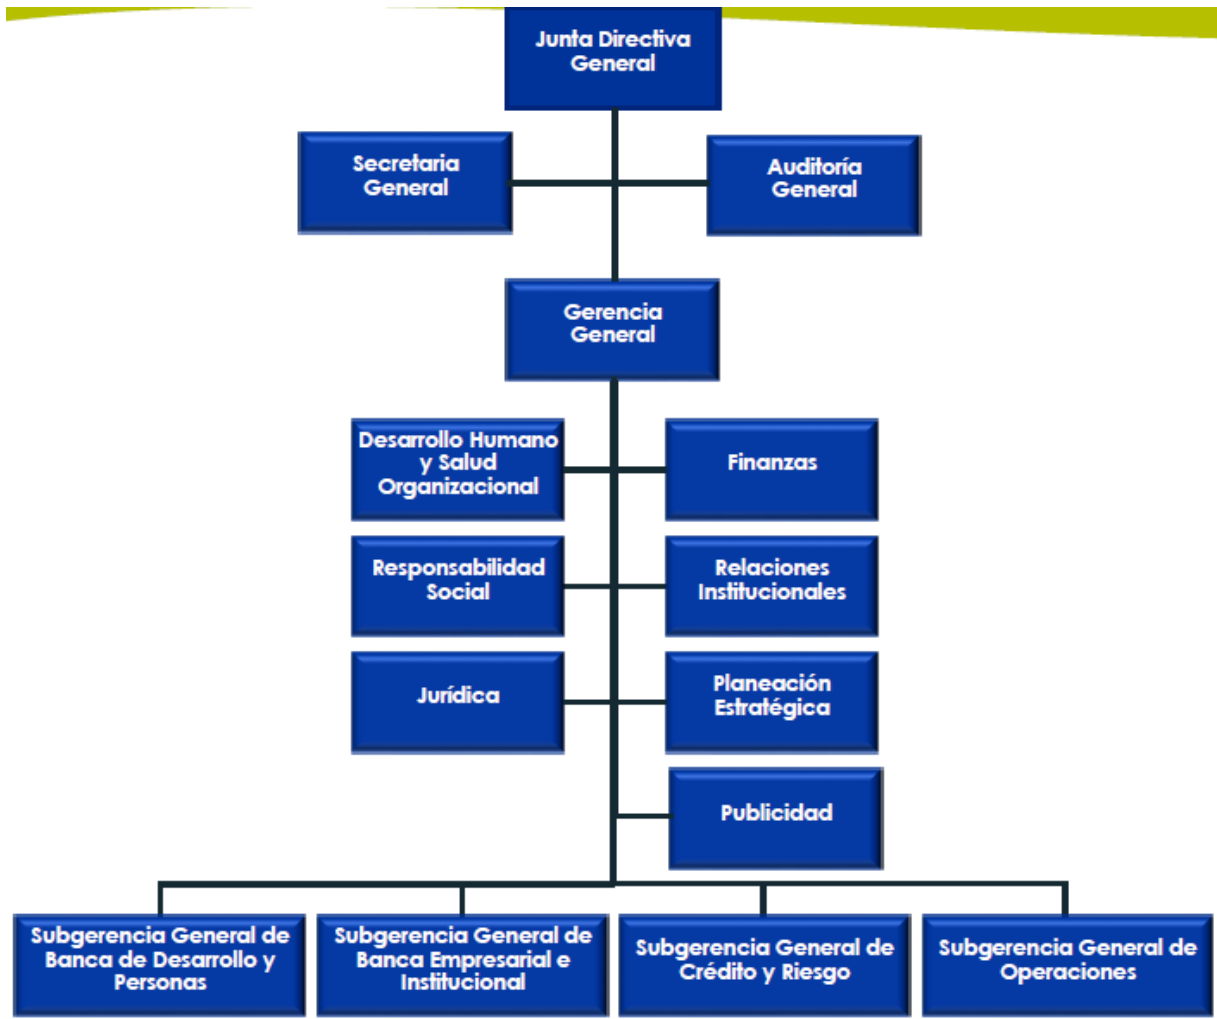 Junta Directiva
General
Secretaria
General
Auditoría
General
Gerencia
General
Desarrollo Humano
y Salud
Organizacional
Finanzas
Responsabilidad
Social
Relaciones
Institucionales
Jurídica
Planeación
Estratégica
Publicidad
Subgerencia General de
Banca de Desarrollo y
Personas
Subgerencia General de
Banca Empresarial e
Institucional
Subgerencia General de
Crédito y Riesgo
Subgerencia General de
Operaciones